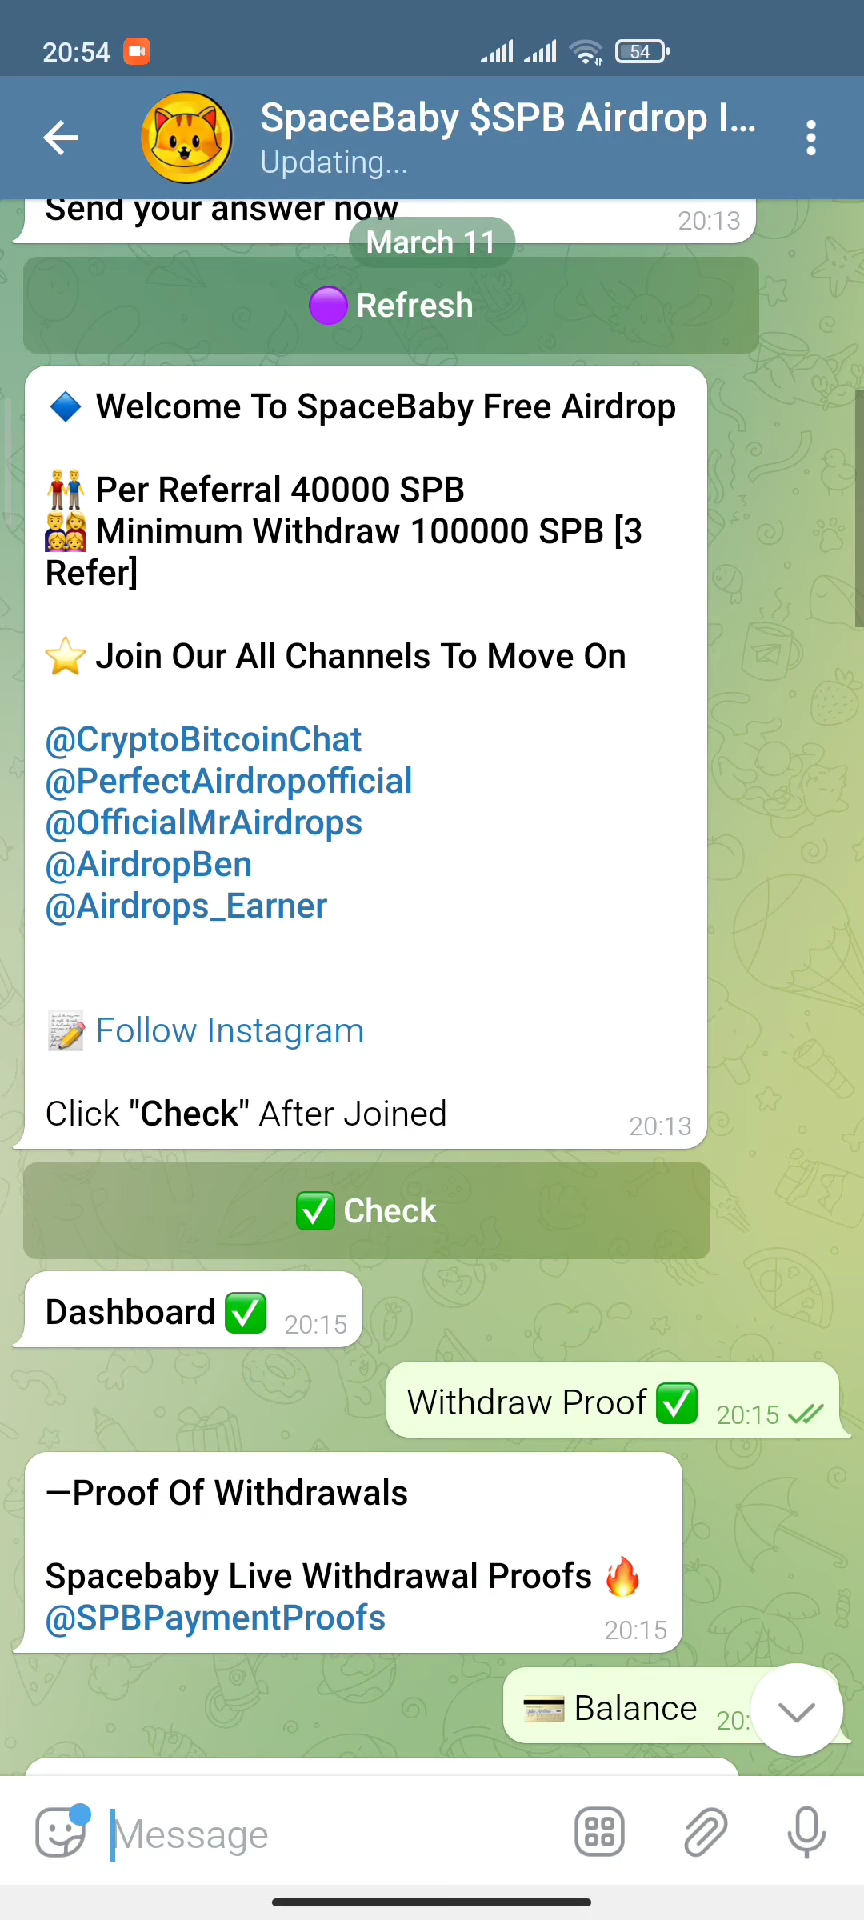 20:54
54
SpaceBaby $SPB Airdrop I...
Updating...
Send your answer now
20:13
March 11
Refresh
Welcome To SpaceBaby Free Airdrop
Per Referral 40000 SPB
Minimum Withdraw 100000 SPB [3
Refer]
Join Our All Channels To Move On
@CryptoBitcoinChat
@PerfectAirdropofficial
@OfficialMrAirdrops
@AirdropBen
@Airdrops_Earner
Follow Instagram
Click "Check" After Joined
20:13
Check
Dashboard
20:15
Withdraw Proof
20:15
—Proof Of Withdrawals
Spacebaby Live Withdrawal Proofs
@SPBPaymentProofs
20:15
Balance
20:
Message